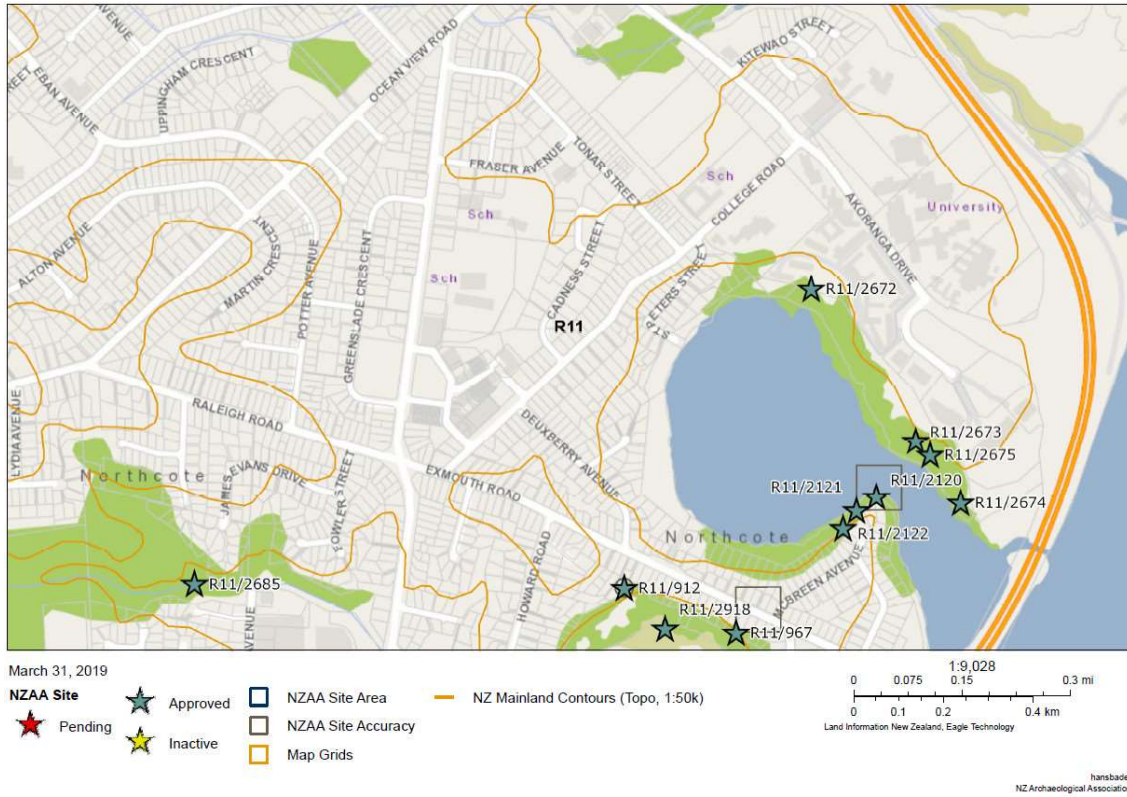 AVENUE
KITEWAO STREET
OCEAN VIEW ROAD
UPPINGHAM CRESCENT
STREET
EBAN AVENUE
TONAR STREET
FRASER AVENUE
Sch
COLLEGE ROAD
University
AKORANGA DRIVE
Sch
ALTON AVENUE
MARTIN CRESCENT
POTTER AVENUE
GREENSLADE CRESCENT
CADNESS STREET
ST PETERS STREET
Sch
R11/2672
R11
RALEIGH ROAD
DEUXBERRY AVENUE
LYDIA AVENUE
R11/2673
R11/2675
EXMOUTH ROAD
Northcote
JAMES EVANS DRIVE
FOWLER STREET
R11/2121
R11/2120
R11/2674
R11/2122
Northcote
HOWARD ROAD
MCBREEN AVENUE
R11/2685
R11/912
R11/2918
R11/967
AVENUE
March 31, 2019
NZAA Site
Pending
Approved
Inactive
NZAA Site Area
NZAA Site Accuracy
Map Grids
NZ Mainland Contours (Topo, 1:50k)
1:9,028
0 0.075 0.15 0.3 mi
0 0.1 0.2 0.4 km
Land Information New Zealand, Eagle Technology
hansbade
NZ Archaeological Association